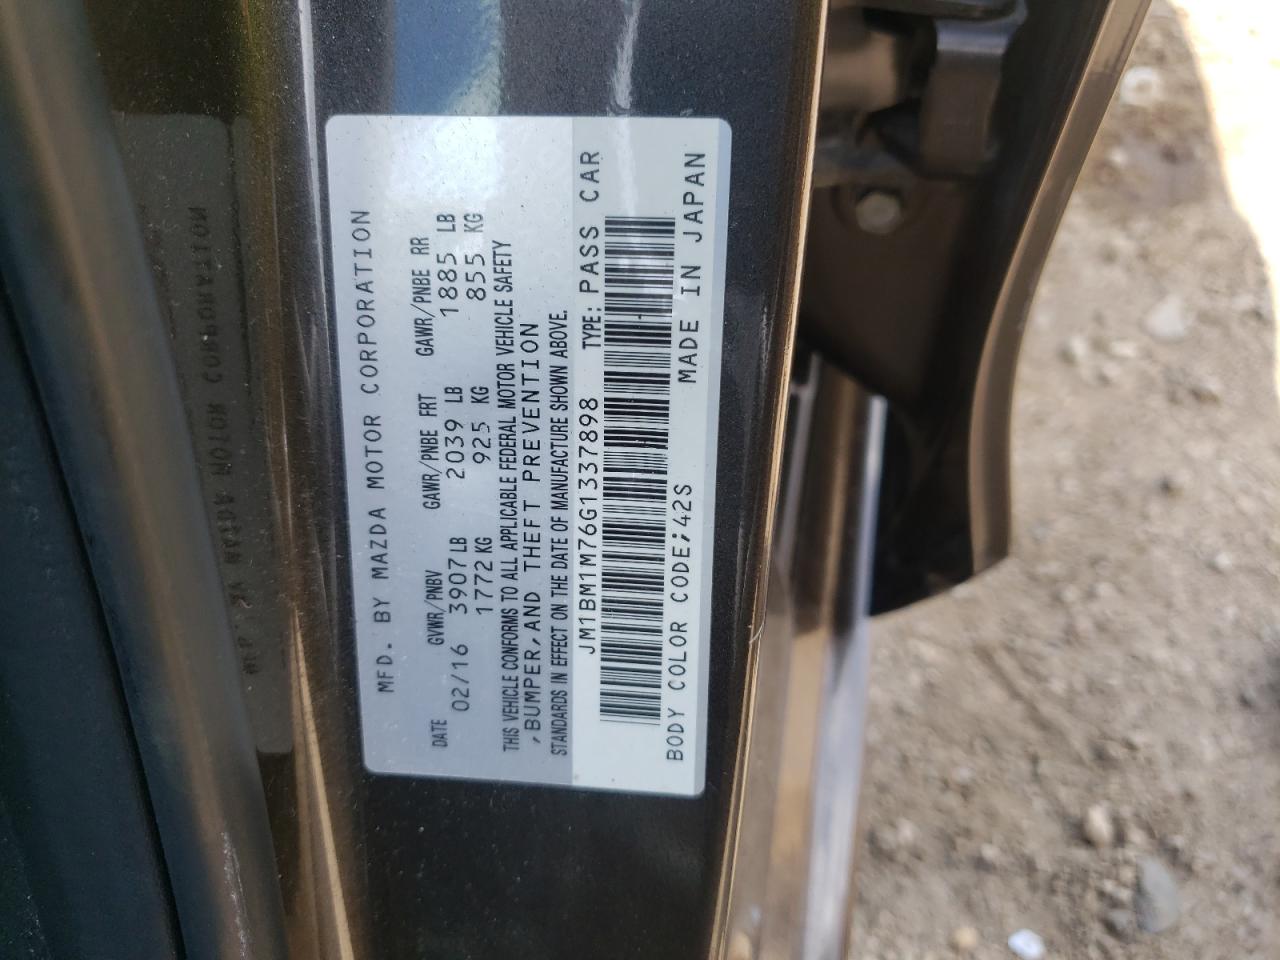 MFD. BY MAZDA MOTOR CORPORATION
DATE GVWR/PNBV GAWR/PNBE FRT GAWR/PNBE RR
02/16 3907 LB 2039 LB 1885 LB
1772 KG 925 KG 855 KG
THIS VEHICLE CONFORMS TO ALL APPLICABLE FEDERAL MOTOR VEHICLE SAFETY
,BUMPER,AND THEFT PREVENTION
STANDARDS IN EFFECT ON THE DATE OF MANUFACTURE SHOWN ABOVE.
JM1BM1M76G1337898 TYPE: PASS CAR
BODY COLOR CODE;42S MADE IN JAPAN